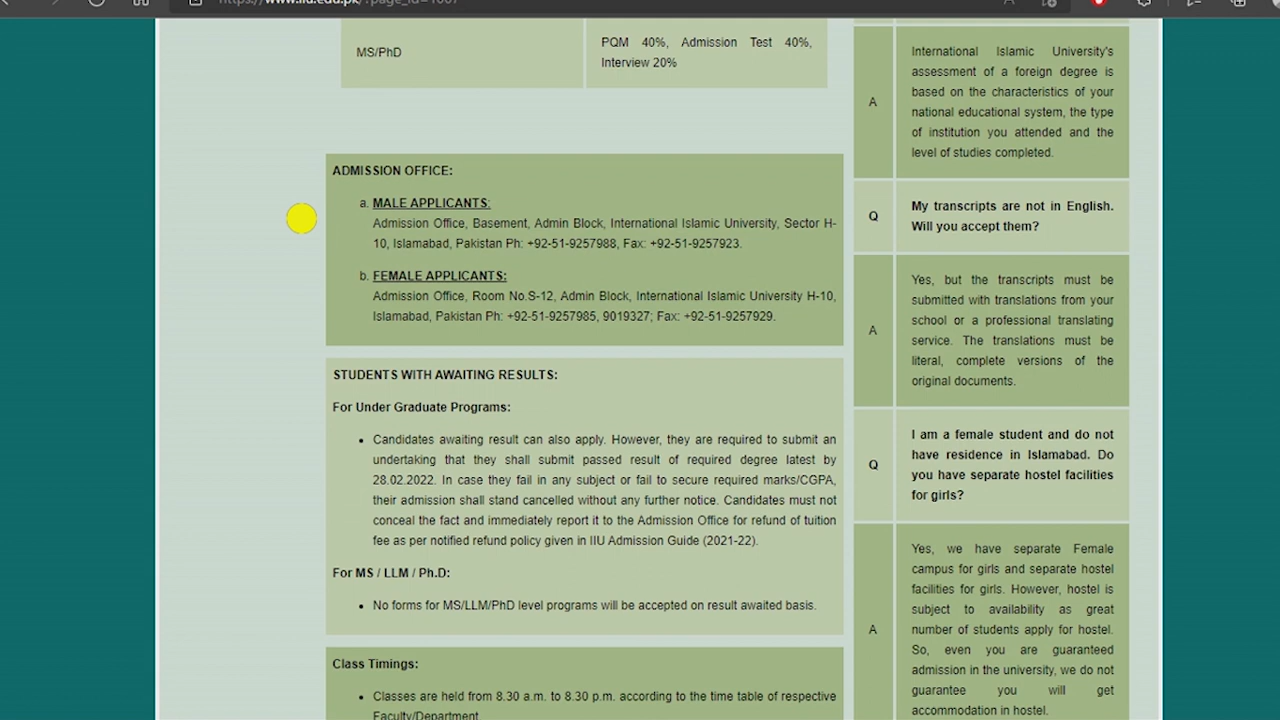 https://www.iiu.edu.pk/?page_id=1667
MS/PhD
PQM 40%, Admission Test 40%,
Interview 20%
ADMISSION OFFICE:
a. MALE APPLICANTS:
Admission Office, Basement, Admin Block, International Islamic University, Sector H-
10, Islamabad, Pakistan Ph: +92-51-9257988, Fax: +92-51-9257923.
b. FEMALE APPLICANTS:
Admission Office, Room No.S-12, Admin Block, International Islamic University H-10,
Islamabad, Pakistan Ph: +92-51-9257985, 9019327; Fax: +92-51-9257929.
STUDENTS WITH AWAITING RESULTS:
For Under Graduate Programs:
• Candidates awaiting result can also apply. However, they are required to submit an
undertaking that they shall submit passed result of required degree latest by
28.02.2022. In case they fail in any subject or fail to secure required marks/CGPA,
their admission shall stand cancelled without any further notice. Candidates must not
conceal the fact and immediately report it to the Admission Office for refund of tuition
fee as per notified refund policy given in IIU Admission Guide (2021-22).
For MS / LLM / Ph.D:
• No forms for MS/LLM/PhD level programs will be accepted on result awaited basis.
Class Timings:
• Classes are held from 8.30 a.m. to 8.30 p.m. according to the time table of respective
Faculty/Department.
A
International Islamic University's
assessment of a foreign degree is
based on the characteristics of your
national educational system, the type
of institution you attended and the
level of studies completed.
Q
My transcripts are not in English.
Will you accept them?
A
Yes, but the transcripts must be
submitted with translations from your
school or a professional translating
service. The translations must be
literal, complete versions of the
original documents.
Q
I am a female student and do not
have residence in Islamabad. Do
you have separate hostel facilities
for girls?
A
Yes, we have separate Female
campus for girls and separate hostel
facilities for girls. However, hostel is
subject to availability as great
number of students apply for hostel.
So, even you are guaranteed
admission in the university, we do not
guarantee you will get
accommodation in hostel.